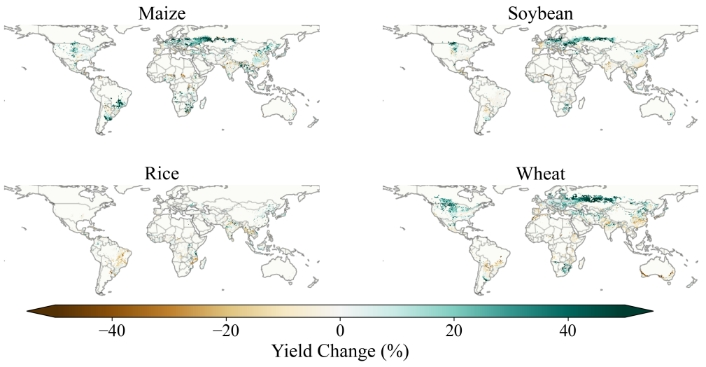 Maize
Soybean
Rice
Wheat
−40 −20 0 20 40
Yield Change (%)